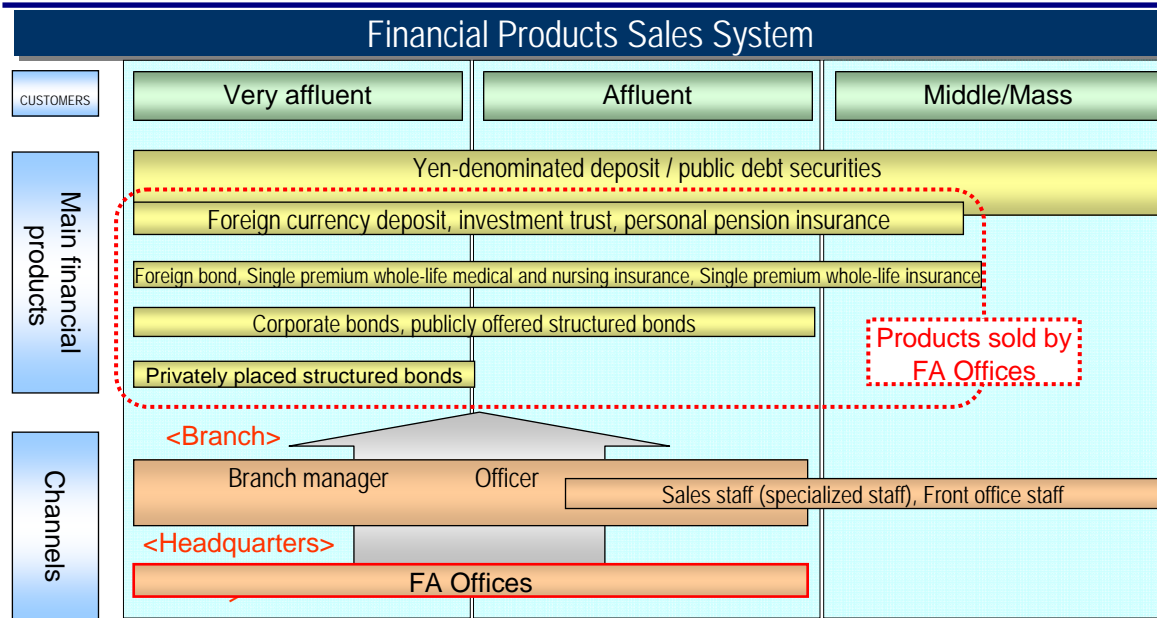 Financial Products Sales System
CUSTOMERS
Very affluent
Affluent
Middle/Mass
Main financial
products
Yen-denominated deposit / public debt securities
Foreign currency deposit, investment trust, personal pension insurance
Foreign bond, Single premium whole-life medical and nursing insurance, Single premium whole-life insurance
Corporate bonds, publicly offered structured bonds
Privately placed structured bonds
Products sold by
FA Offices
Channels
<Branch>
Branch manager
Officer
Sales staff (specialized staff), Front office staff
<Headquarters>
FA Offices